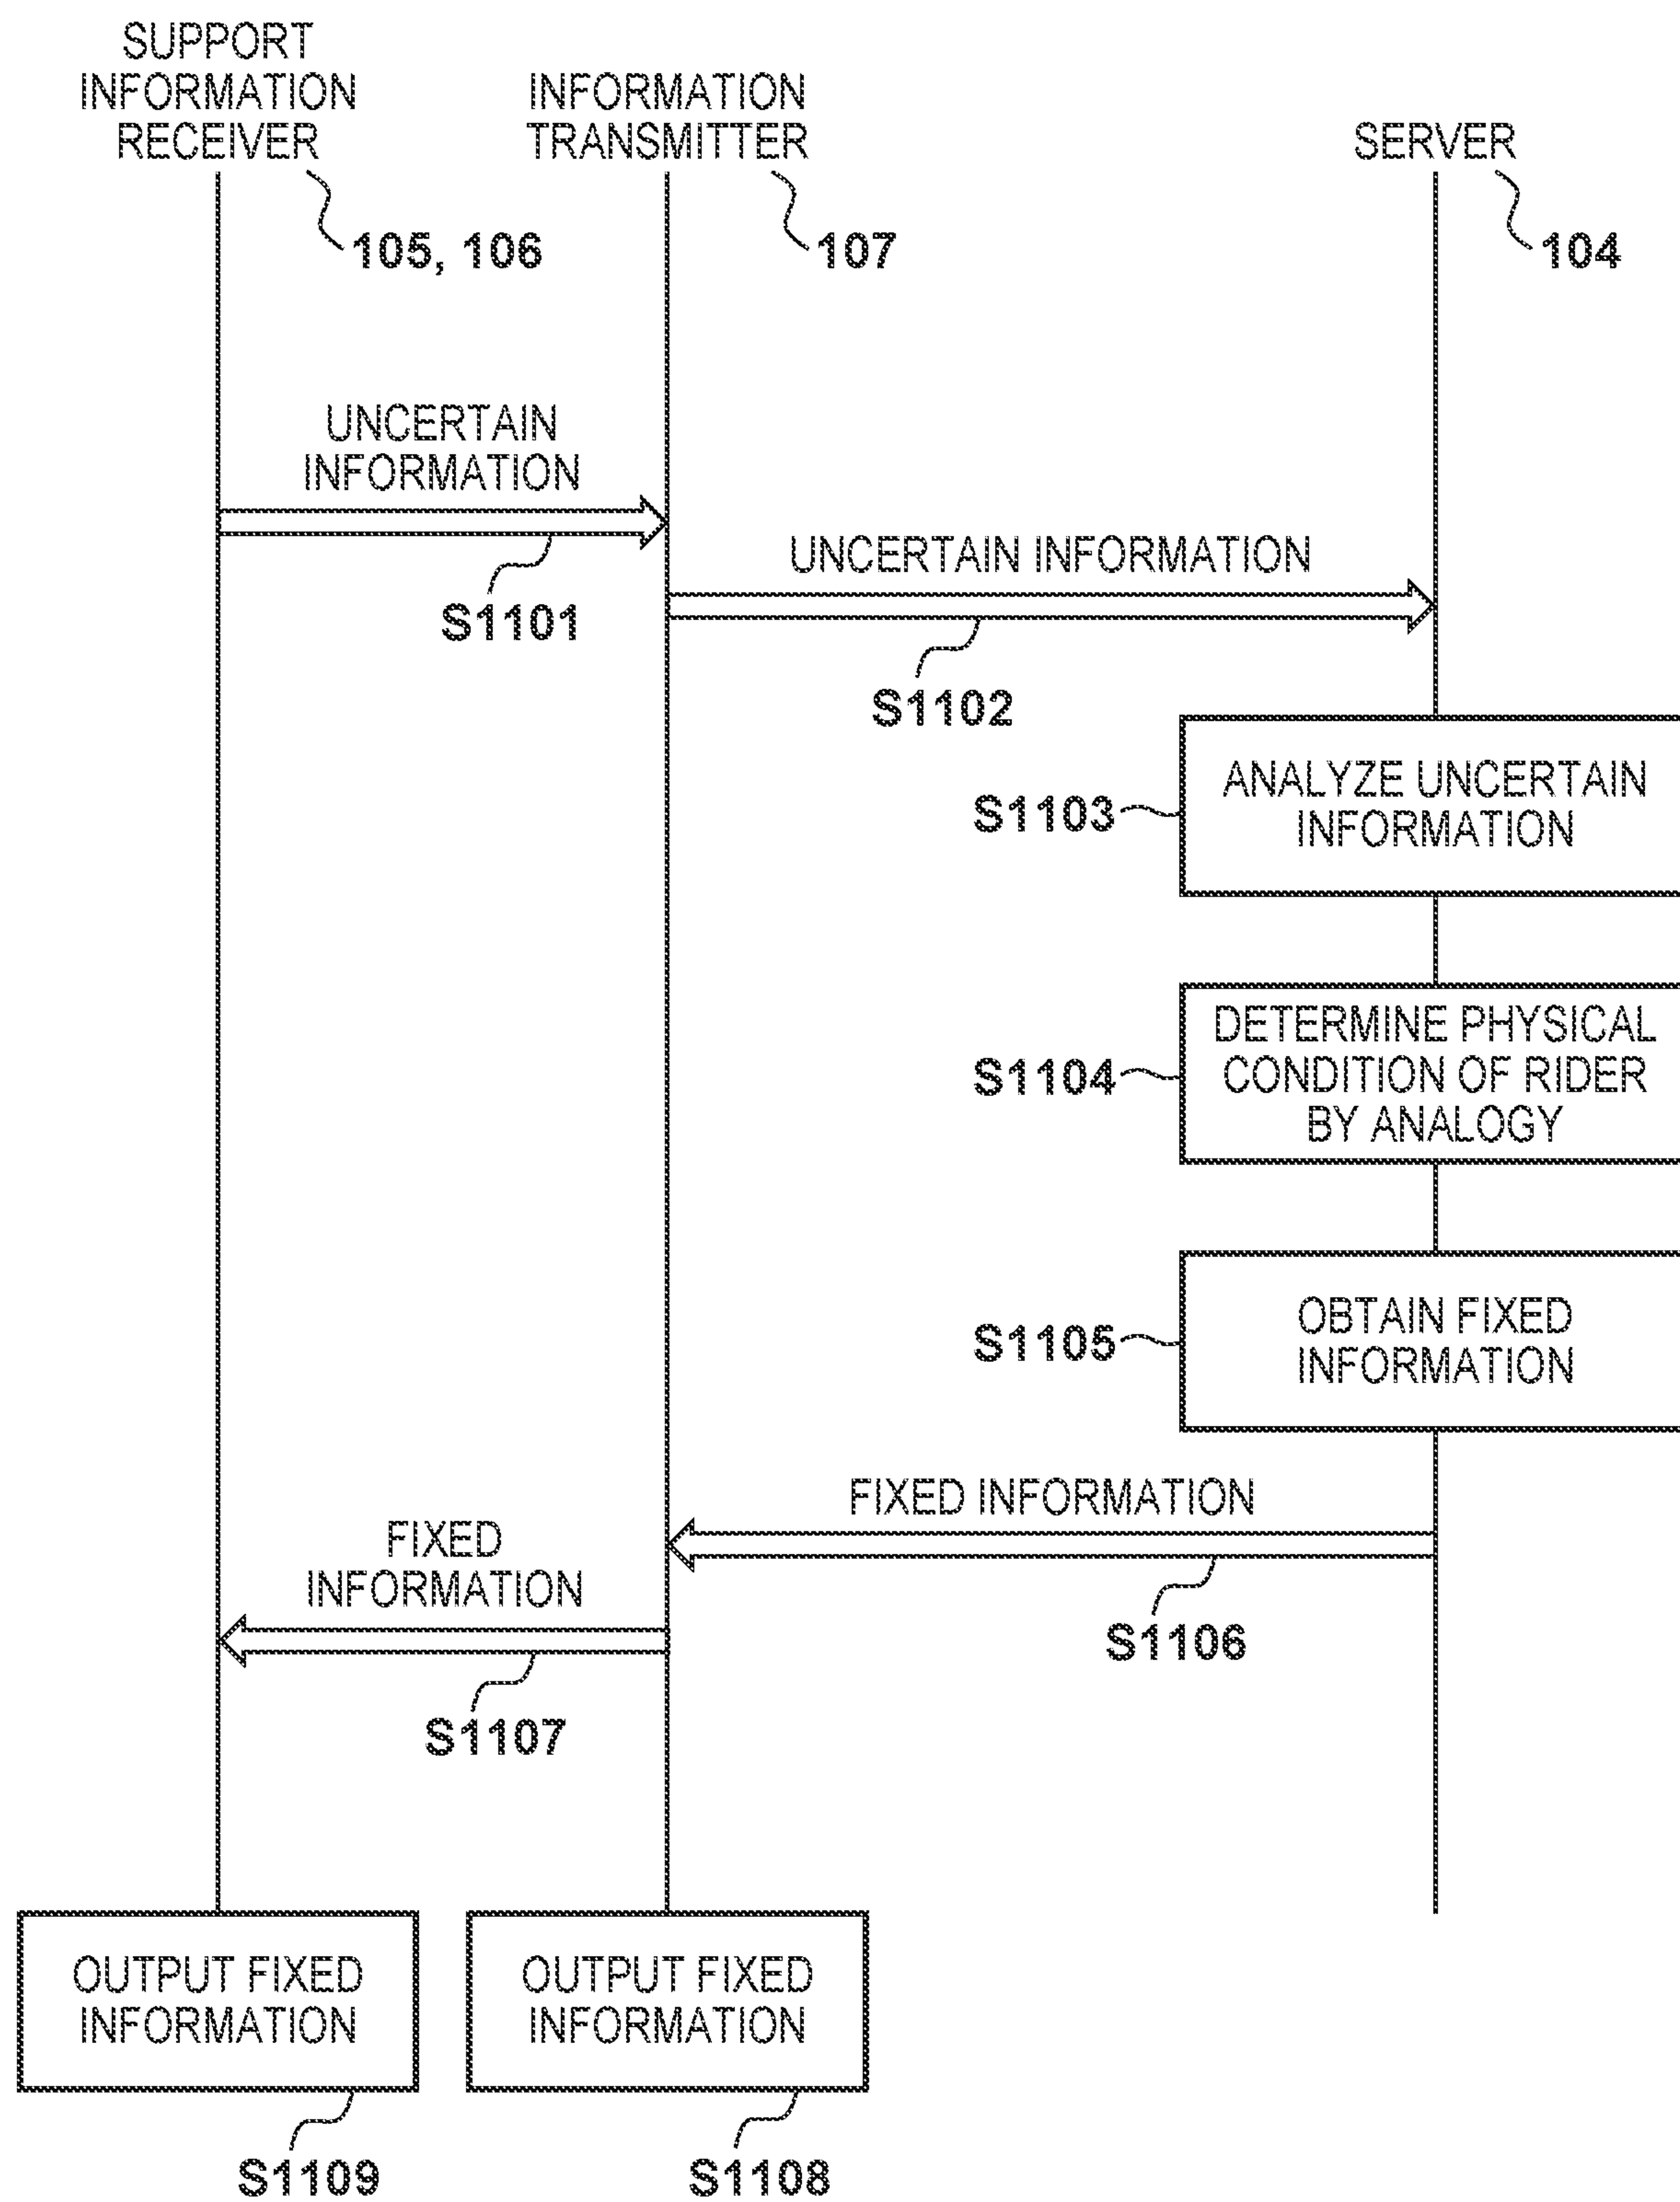 SUPPORT
INFORMATION
RECEIVER
105, 106
INFORMATION
TRANSMITTER
107
SERVER
104
UNCERTAIN
INFORMATION
S1101
UNCERTAIN INFORMATION
S1102
S1103
ANALYZE UNCERTAIN
INFORMATION
S1104
DETERMINE PHYSICAL
CONDITION OF RIDER
BY ANALOGY
S1105
OBTAIN FIXED
INFORMATION
FIXED INFORMATION
S1106
FIXED
INFORMATION
S1107
OUTPUT FIXED
INFORMATION
S1109
OUTPUT FIXED
INFORMATION
S1108